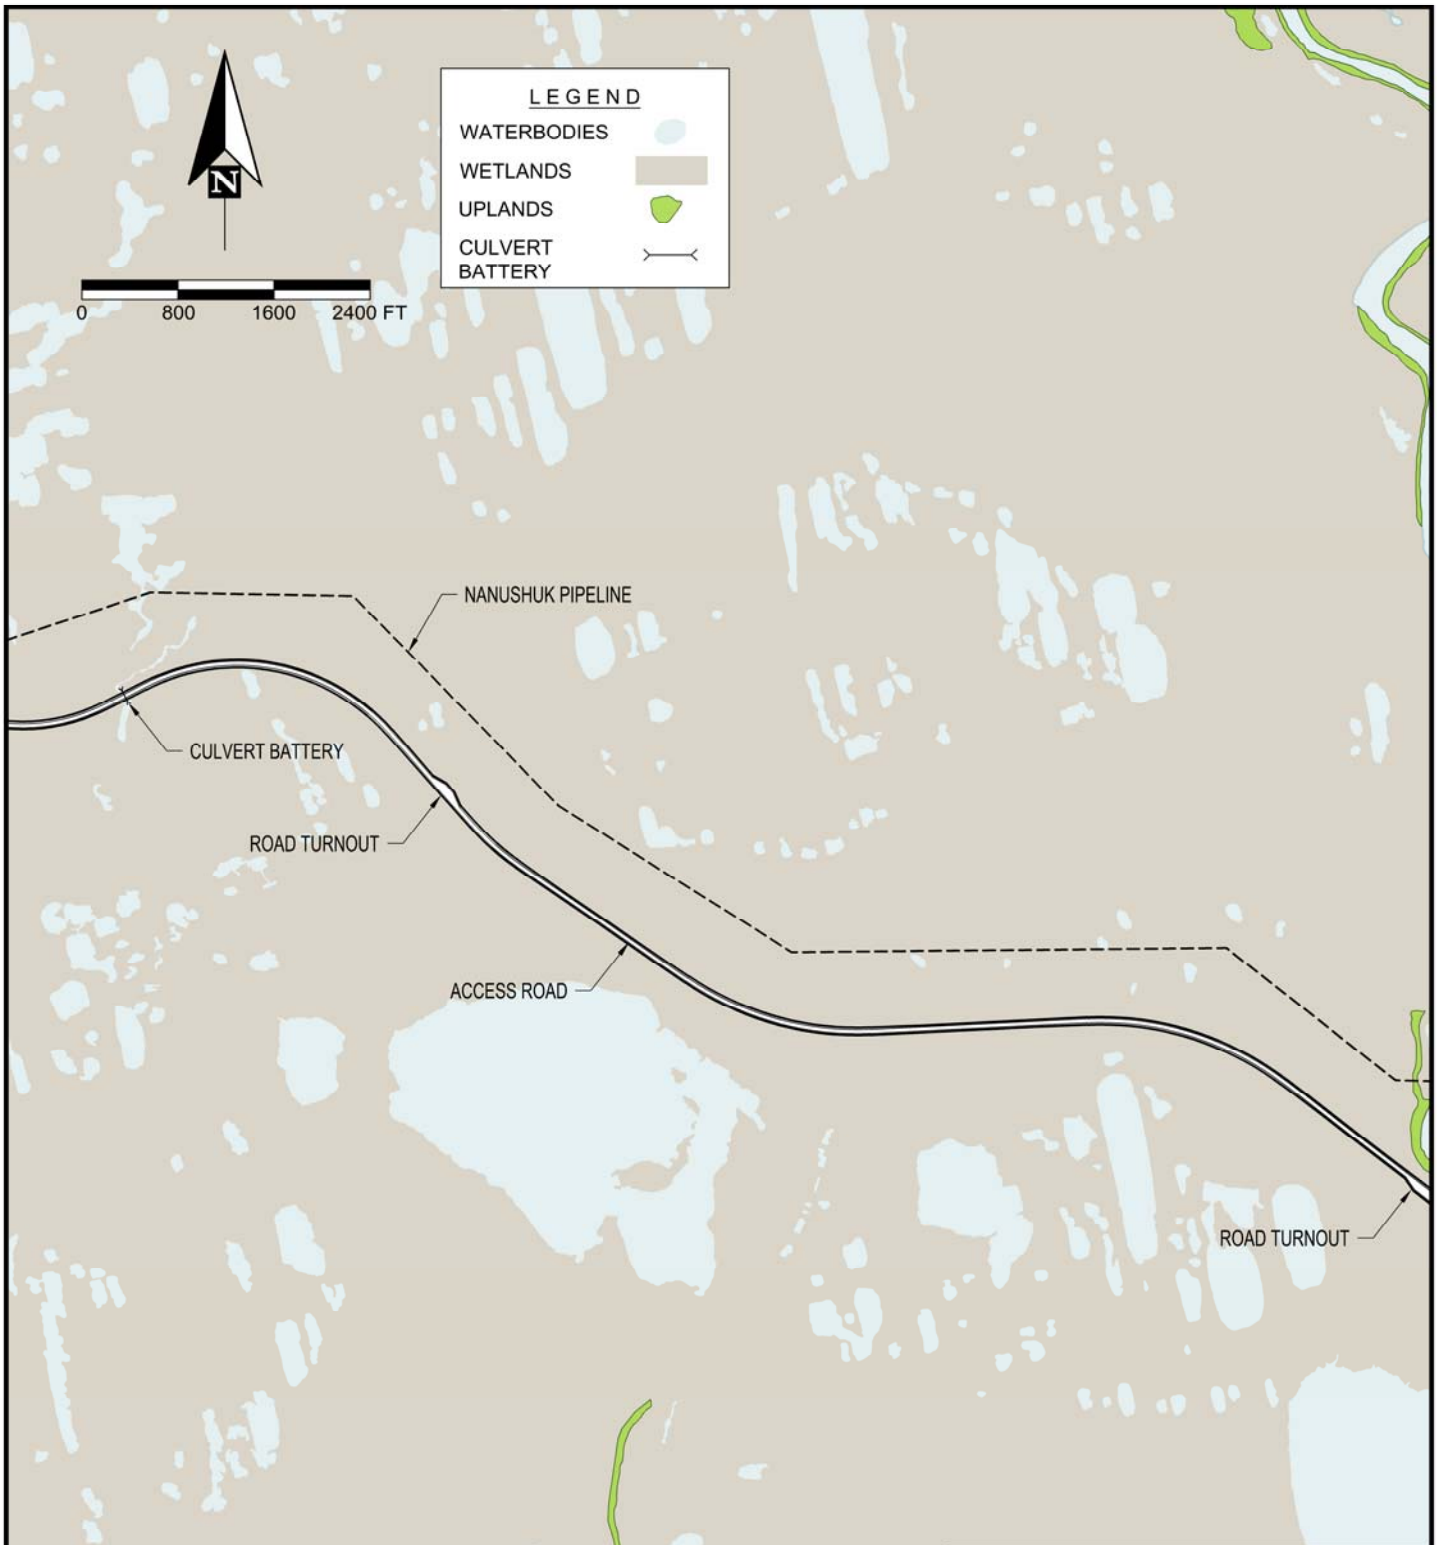 LEGEND
WATERBODIES
WETLANDS
UPLANDS
CULVERT
BATTERY
N
0 800 1600 2400 FT
NANUSHUK PIPELINE
CULVERT BATTERY
ROAD TURNOUT
ACCESS ROAD
ROAD TURNOUT